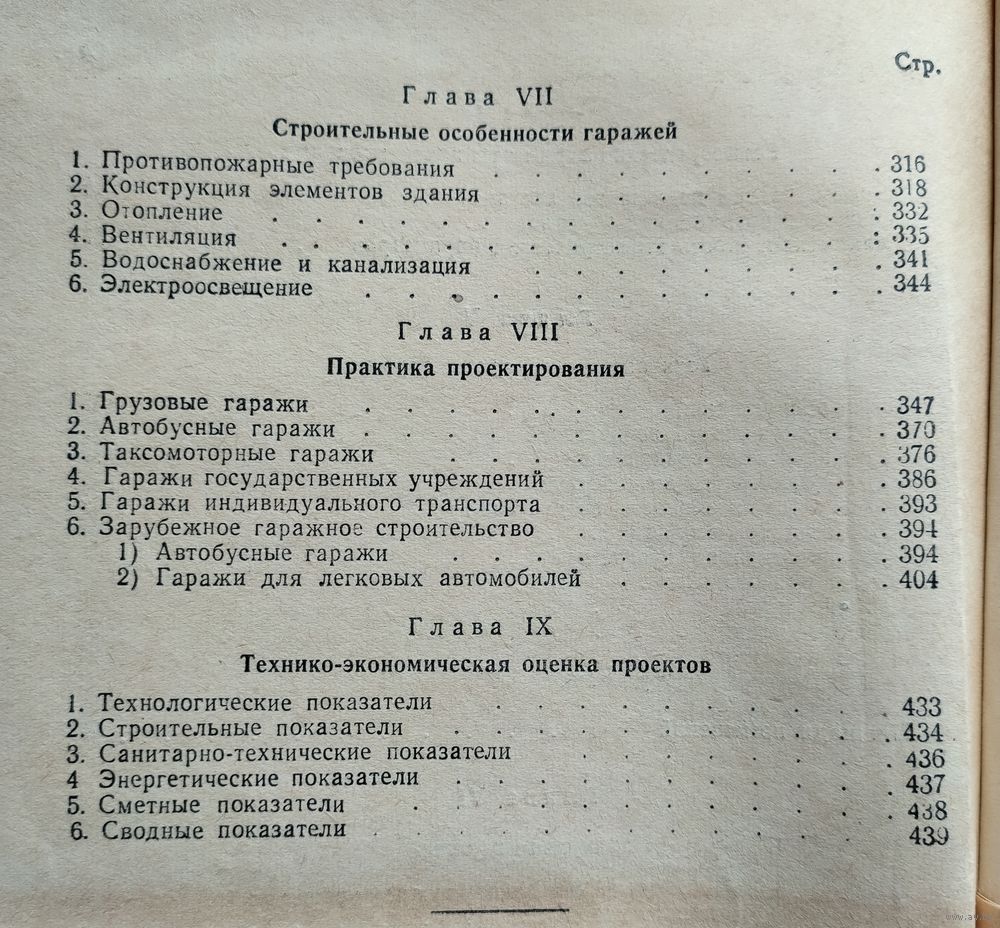 Стр.
Глава VII
Строительные особенности гаражей
1. Противопожарные требования . . . . . . . . . 316
2. Конструкция элементов здания . . . . . . . . 318
3. Отопление . . . . . . . . . . . . . . . 332
4. Вентиляция . . . . . . . . . . . . . . . 335
5. Водоснабжение и канализация . . . . . . . . 341
6. Электроосвещение . . . . . . . . . . . . . 344
Глава VIII
Практика проектирования
1. Грузовые гаражи . . . . . . . . . . . . . 347
2. Автобусные гаражи . . . . . . . . . . . . . 370
3. Таксомоторные гаражи . . . . . . . . . . . 376
4. Гаражи государственных учреждений . . . . . . . . 386
5. Гаражи индивидуального транспорта . . . . . . . . 393
6. Зарубежное гаражное строительство . . . . . . . . 394
1) Автобусные гаражи . . . . . . . . . . . 394
2) Гаражи для легковых автомобилей . . . . . . . 404
Глава IX
Технико-экономическая оценка проектов
1. Технологические показатели . . . . . . . . . . 433
2. Строительные показатели . . . . . . . . . . . 434
3. Санитарно-технические показатели . . . . . . . . . 436
4 Энергетические показатели . . . . . . . . . . . 437
5. Сметные показатели . . . . . . . . . . . . 438
6. Сводные показатели . . . . . . . . . . . . 439